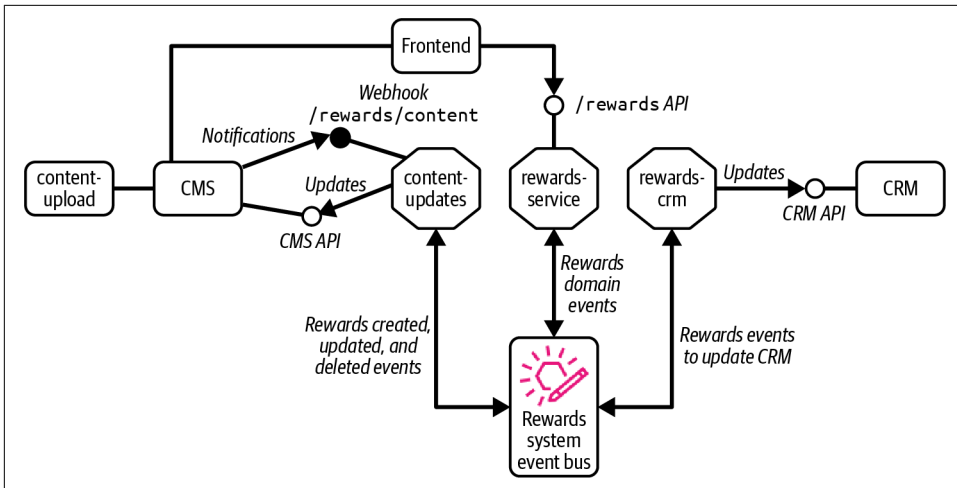 Frontend
Webhook
/rewards/content
/rewards API
Notifications
content-
upload
CMS
Updates
content-
updates
rewards-
service
rewards-
crm
Updates
CRM
CMS API
CRM API
Rewards
domain
events
Rewards created,
updated, and
deleted events
Rewards events
to update CRM
Rewards
system
event bus